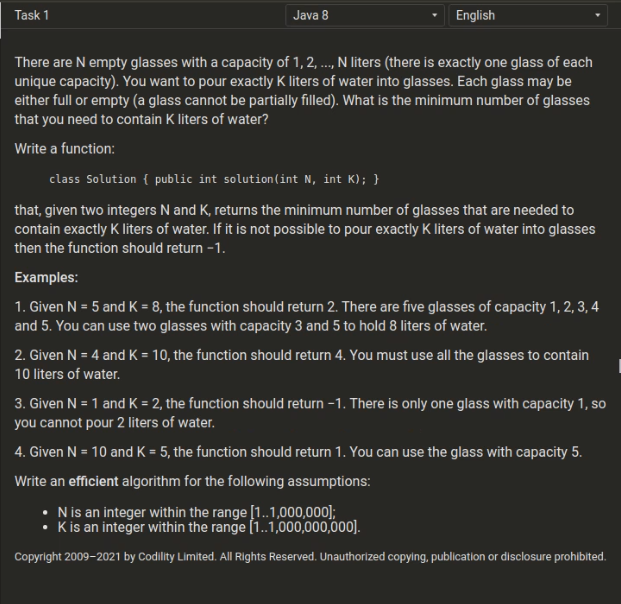 Task 1
Java 8
English
There are N empty glasses with a capacity of 1, 2, ..., N liters (there is exactly one glass of each
unique capacity). You want to pour exactly K liters of water into glasses. Each glass may be
either full or empty (a glass cannot be partially filled). What is the minimum number of glasses
that you need to contain K liters of water?
Write a function:
class Solution { public int solution(int N, int K); }
that, given two integers N and K, returns the minimum number of glasses that are needed to
contain exactly K liters of water. If it is not possible to pour exactly K liters of water into glasses
then the function should return −1.
Examples:
1. Given N = 5 and K = 8, the function should return 2. There are five glasses of capacity 1, 2, 3, 4
and 5. You can use two glasses with capacity 3 and 5 to hold 8 liters of water.
2. Given N = 4 and K = 10, the function should return 4. You must use all the glasses to contain
10 liters of water.
3. Given N = 1 and K = 2, the function should return −1. There is only one glass with capacity 1, so
you cannot pour 2 liters of water.
4. Given N = 10 and K = 5, the function should return 1. You can use the glass with capacity 5.
Write an efficient algorithm for the following assumptions:
• N is an integer within the range [1..1,000,000];
• K is an integer within the range [1..1,000,000,000].
Copyright 2009–2021 by Codility Limited. All Rights Reserved. Unauthorized copying, publication or disclosure prohibited.